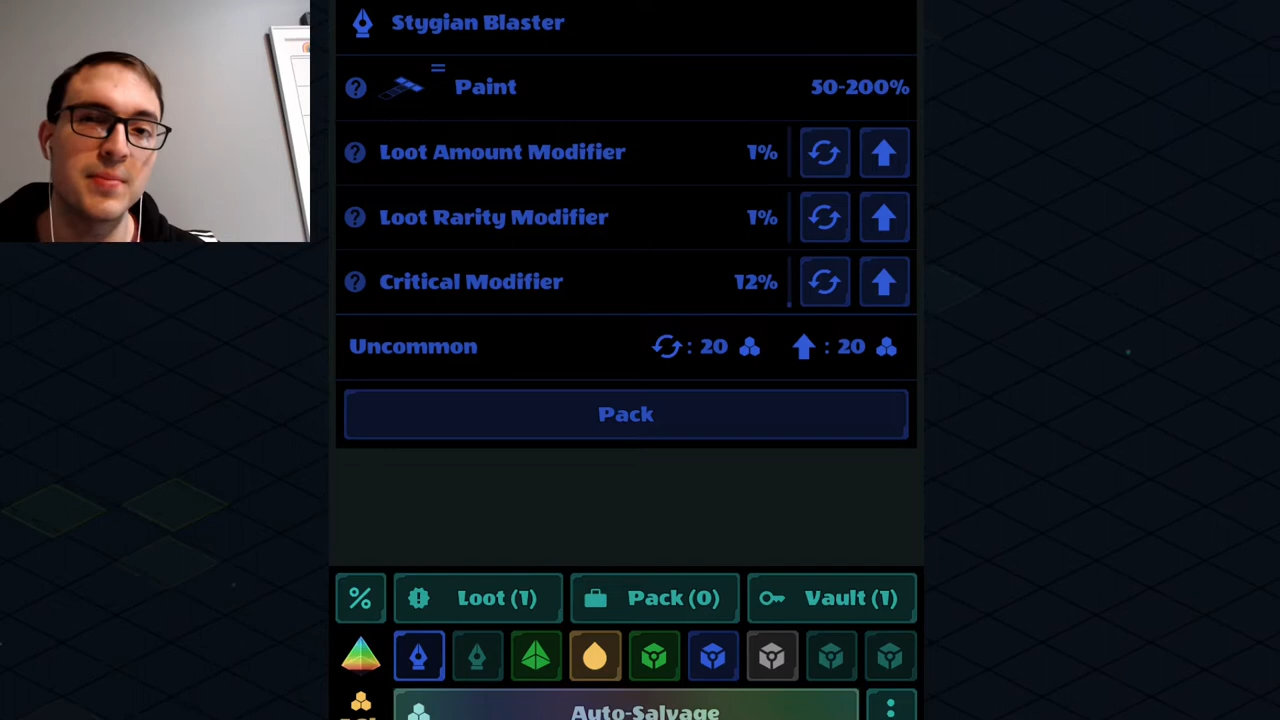 Stygian Blaster
Paint 50-200%
Loot Amount Modifier 1%
Loot Rarity Modifier 1%
Critical Modifier 12%
Uncommon : 20 : 20
Pack
% Loot (1) Pack (0) Vault (1)
Auto-Salvage